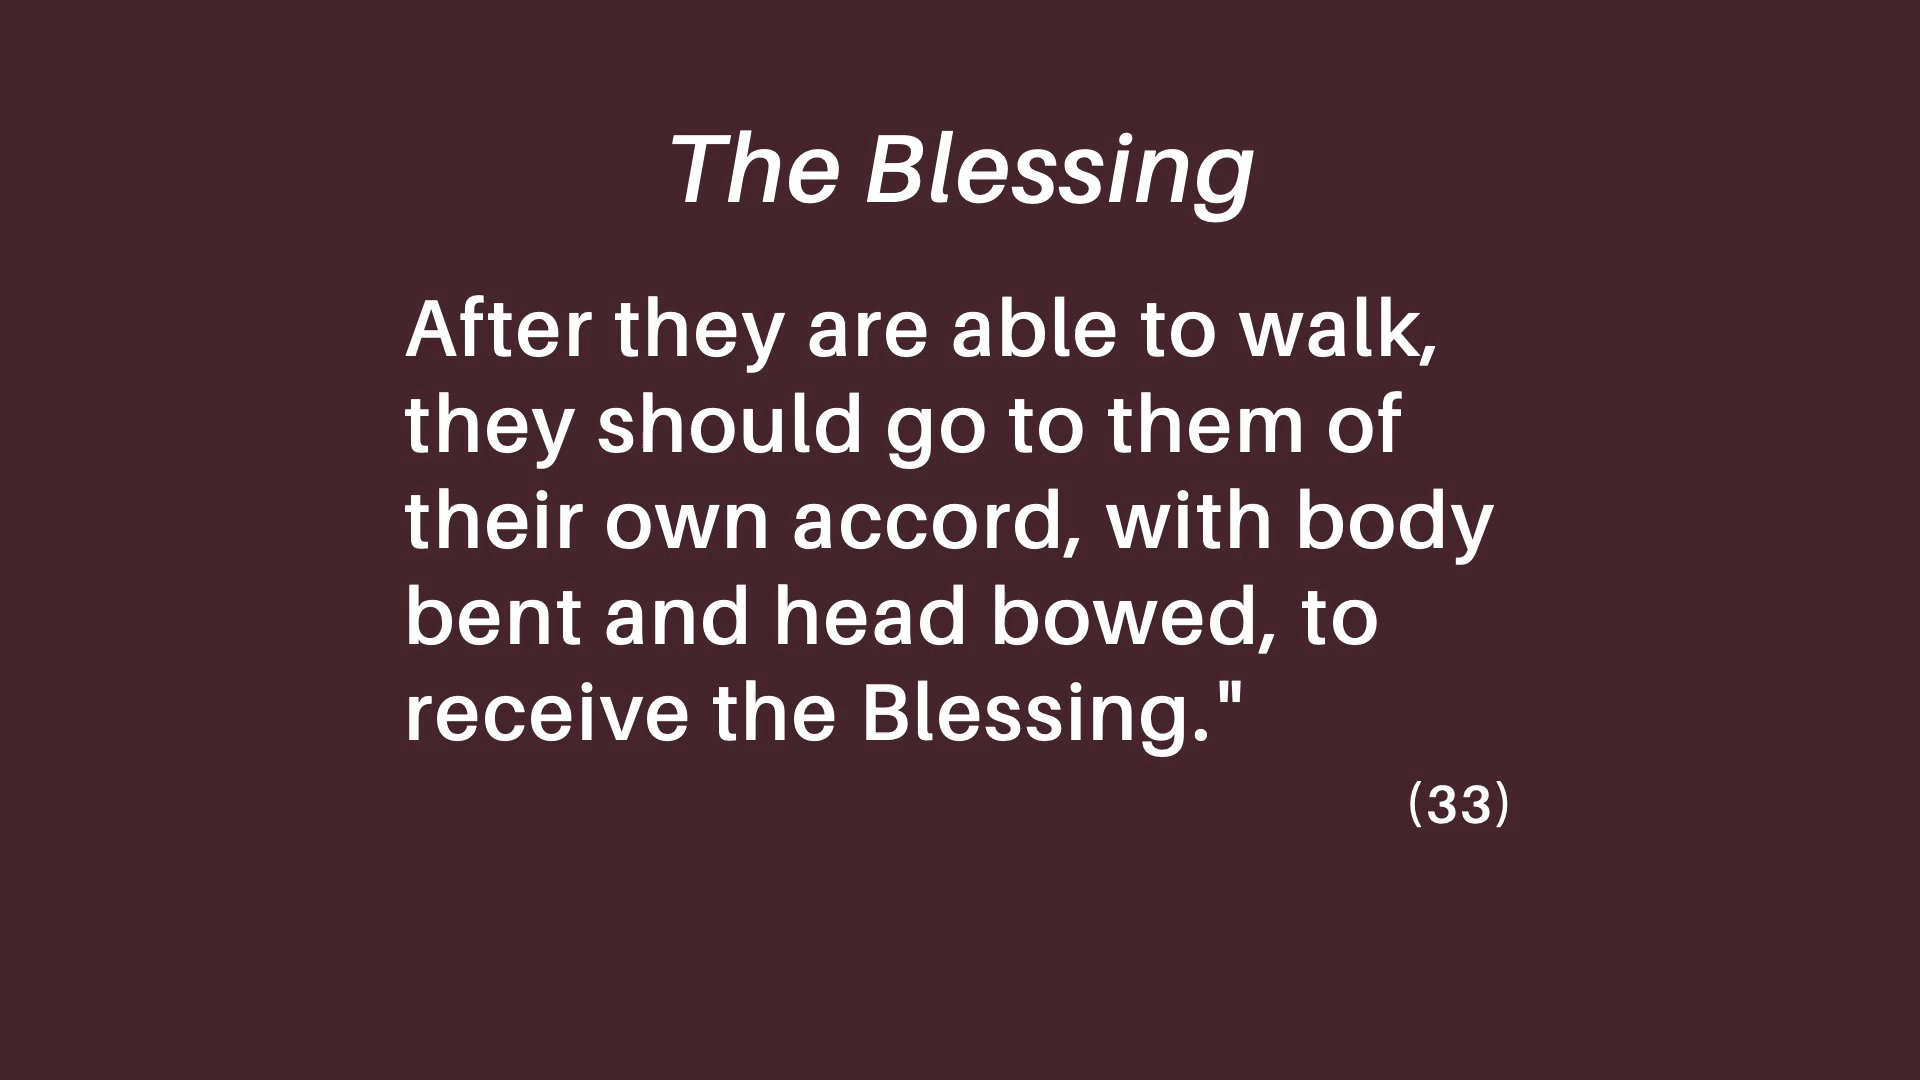 The Blessing
After they are able to walk,
they should go to them of
their own accord, with body
bent and head bowed, to
receive the Blessing."
(33)